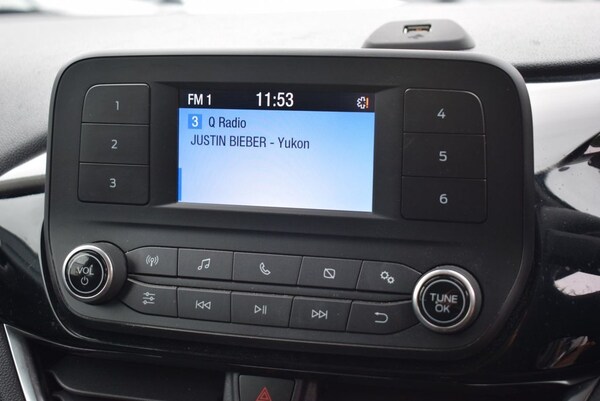 FM 1 11:53
3 Q Radio
JUSTIN BIEBER - Yukon
1
2
3
4
5
6
VOL
TUNE
OK